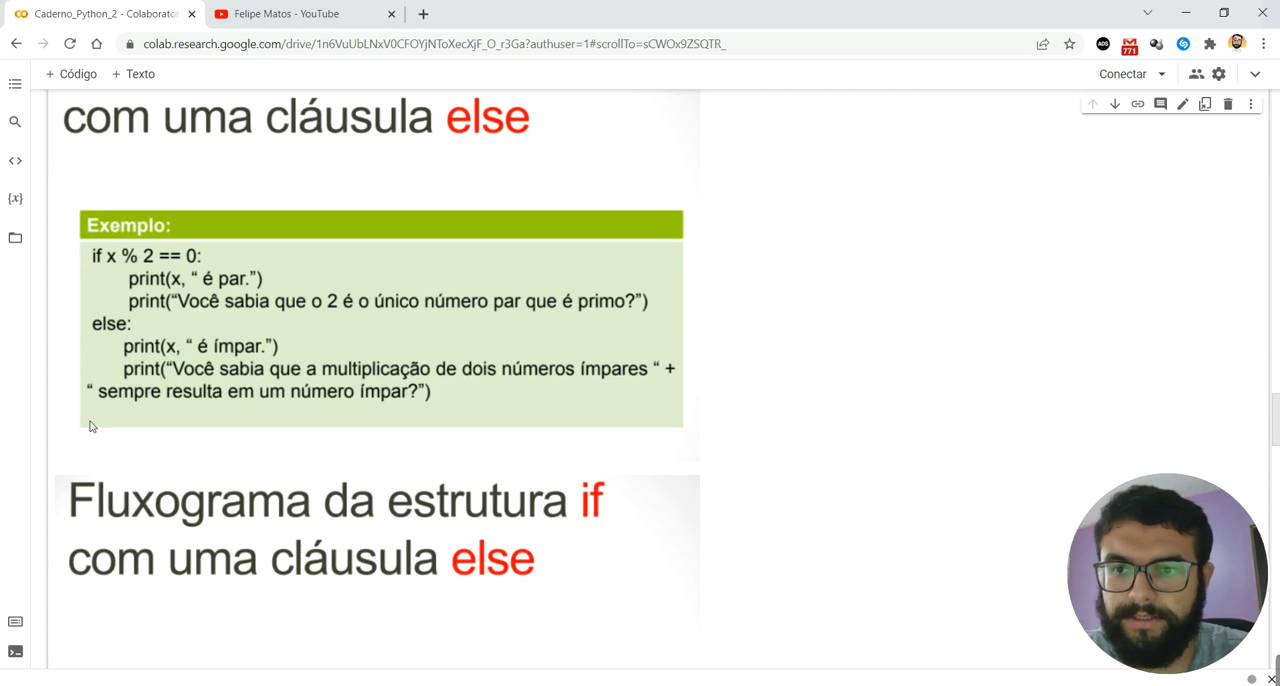 Caderno_Python_2 - Colaborator
Felipe Matos - YouTube
colab.research.google.com/drive/1n6VuUbLNxV0CFOYjNToXecXjF_O_r3Ga?authuser=1#scrollTo=sCWOx9ZSQTR_
ADS
771
+ Código + Texto
Conectar
com uma cláusula else
Exemplo:
if x % 2 == 0:
print(x, “ é par.”)
print(“Você sabia que o 2 é o único número par que é primo?”)
else:
print(x, “ é ímpar.”)
print(“Você sabia que a multiplicação de dois números ímpares “ +
“ sempre resulta em um número ímpar?”)
Fluxograma da estrutura if
com uma cláusula else